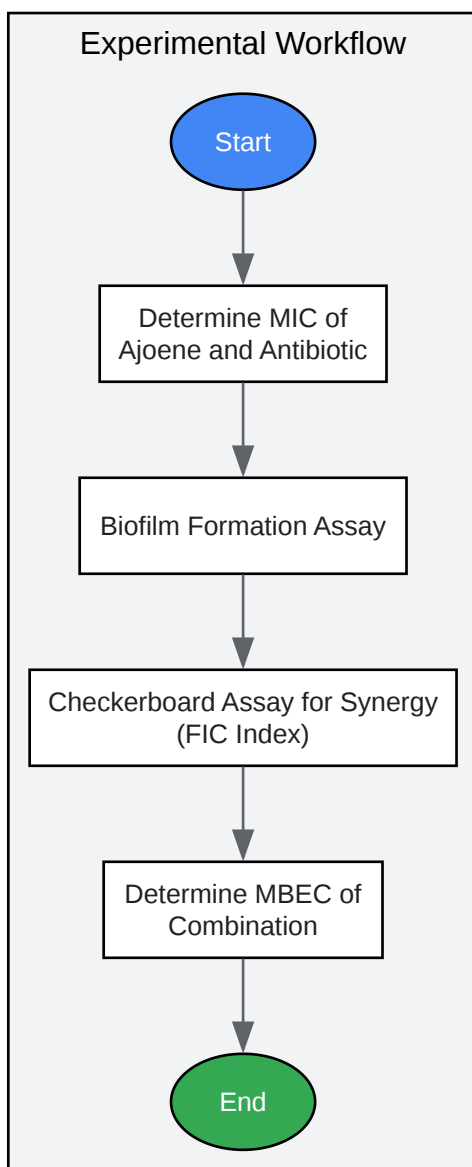 Experimental Workflow
Start
Determine MIC of
Ajoene and Antibiotic
Biofilm Formation Assay
Checkerboard Assay for Synergy
(FIC Index)
Determine MBEC of
Combination
End